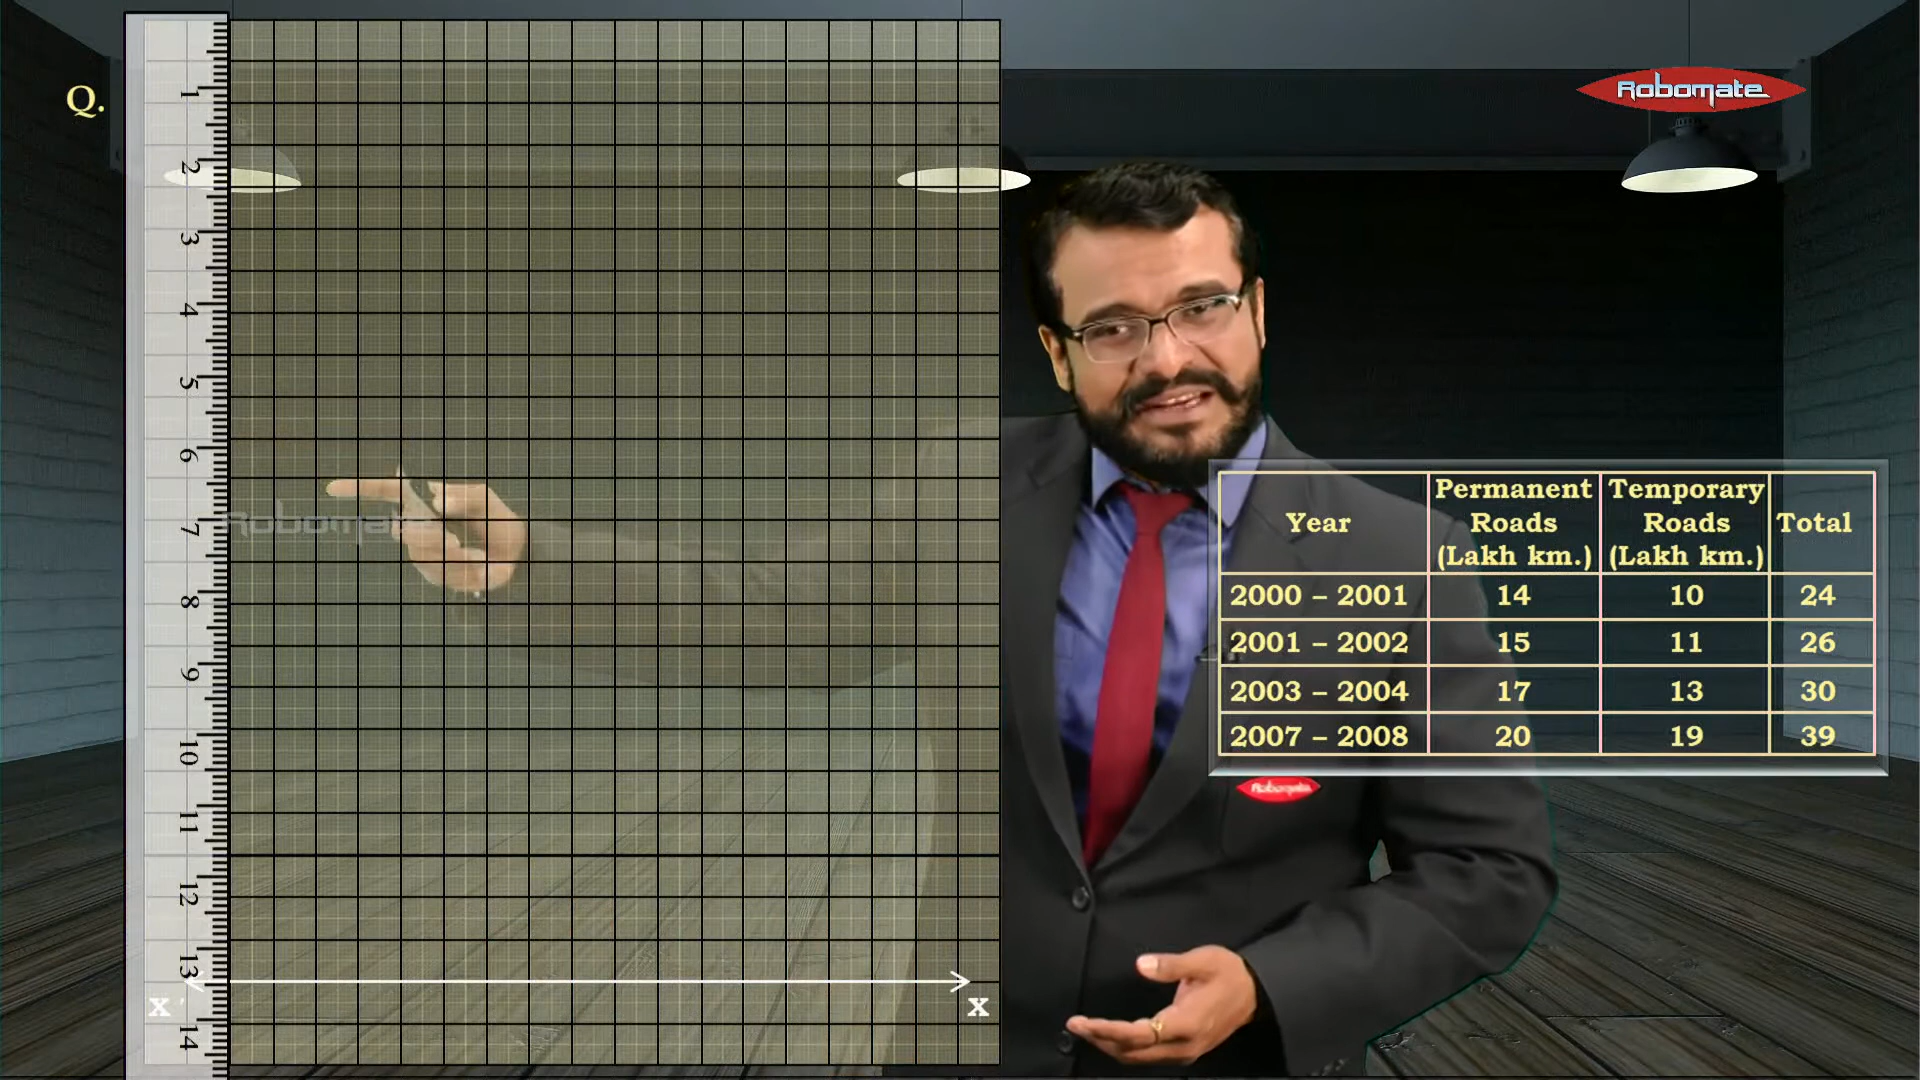 Q.
Robomate
1
2
3
4
5
6
7
8
9
10
11
12
13
14
Robomate
X'
X
Year Permanent Roads (Lakh km.) Temporary Roads (Lakh km.) Total
2000 – 2001 14 10 24
2001 – 2002 15 11 26
2003 – 2004 17 13 30
2007 – 2008 20 19 39
Robomate